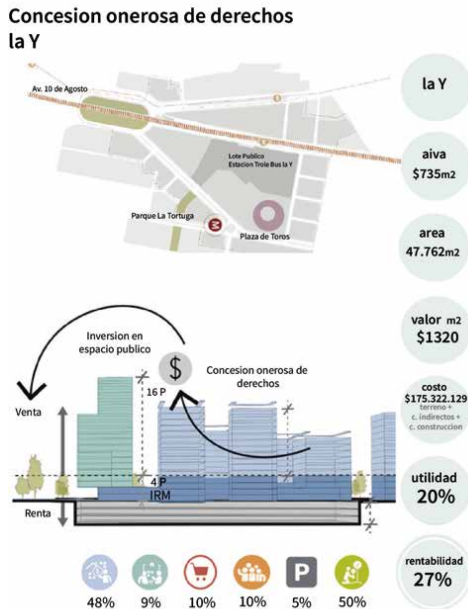 Concesion onerosa de derechos
la Y
Av. 10 de Agosto
Lote Publico
Estacion Trole Bus la Y
Parque La Tortuga
M
Plaza de Toros
la Y
aiva
$735m2
area
47.762m2
valor m2
$1320
costo
$175.322.129
terreno +
c. indirectos +
c. construccion
utilidad
20%
rentabilidad
27%
Inversion en
espacio publico
$
Concesion onerosa de
derechos
16 P
Venta
4 P
IRM
Renta
P
48%
9%
10%
10%
5%
50%